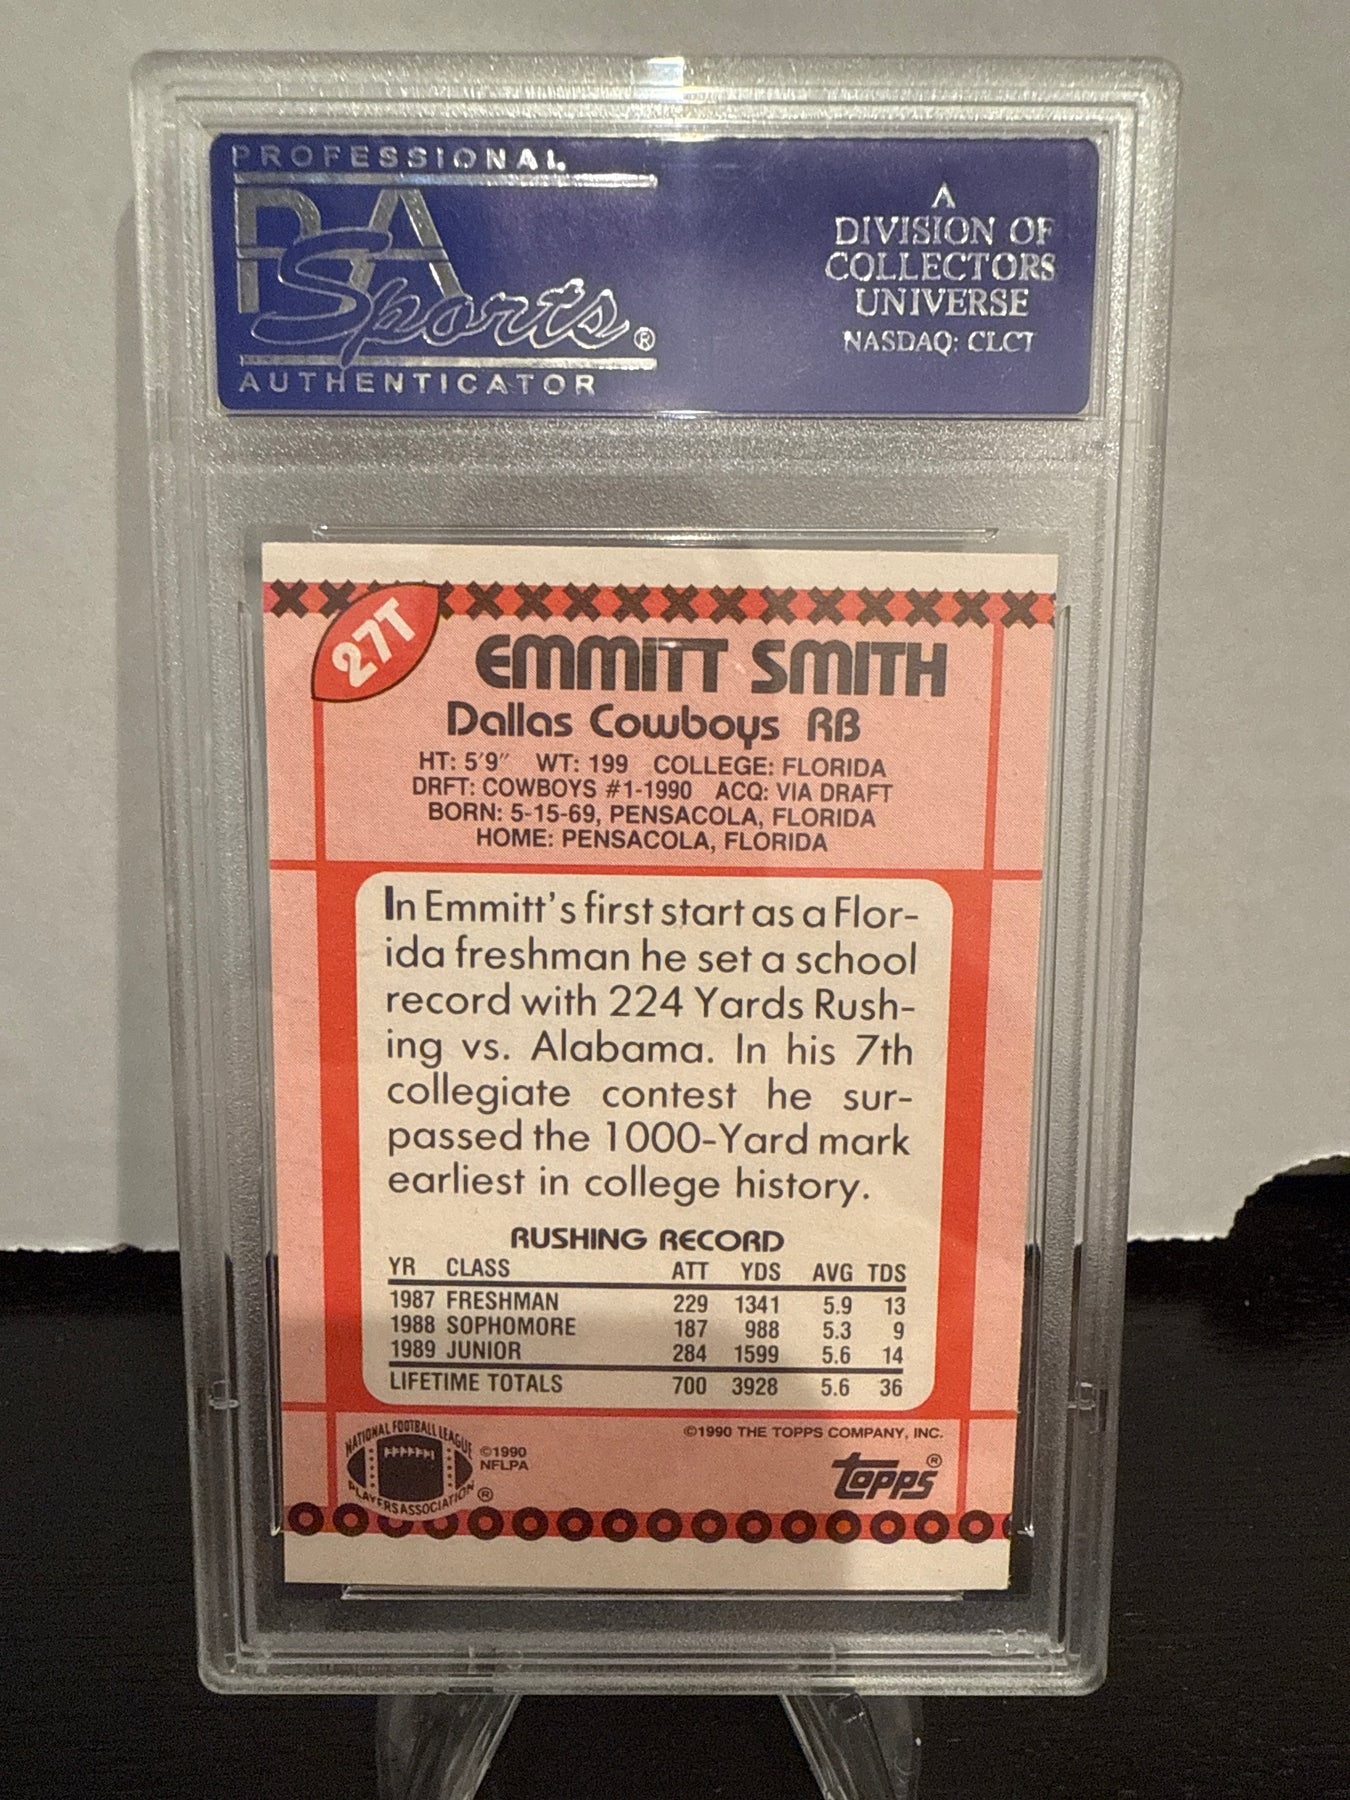 PROFESSIONAL
PSA
Sports®
AUTHENTICATOR
A
DIVISION OF
COLLECTORS
UNIVERSE
NASDAQ: CLCT
27T
EMMITT SMITH
Dallas Cowboys RB
HT: 5'9" WT: 199 COLLEGE: FLORIDA
DRFT: COWBOYS #1-1990 ACQ: VIA DRAFT
BORN: 5-15-69, PENSACOLA, FLORIDA
HOME: PENSACOLA, FLORIDA
In Emmitt's first start as a Flor-
ida freshman he set a school
record with 224 Yards Rush-
ing vs. Alabama. In his 7th
collegiate contest he sur-
passed the 1000-Yard mark
earliest in college history.
RUSHING RECORD
YR CLASS ATT YDS AVG TDS
1987 FRESHMAN 229 1341 5.9 13
1988 SOPHOMORE 187 988 5.3 9
1989 JUNIOR 284 1599 5.6 14
LIFETIME TOTALS 700 3928 5.6 36
NATIONAL FOOTBALL LEAGUE
PLAYERS ASSOCIATION ®
©1990
NFLPA
©1990 THE TOPPS COMPANY, INC.
Topps®